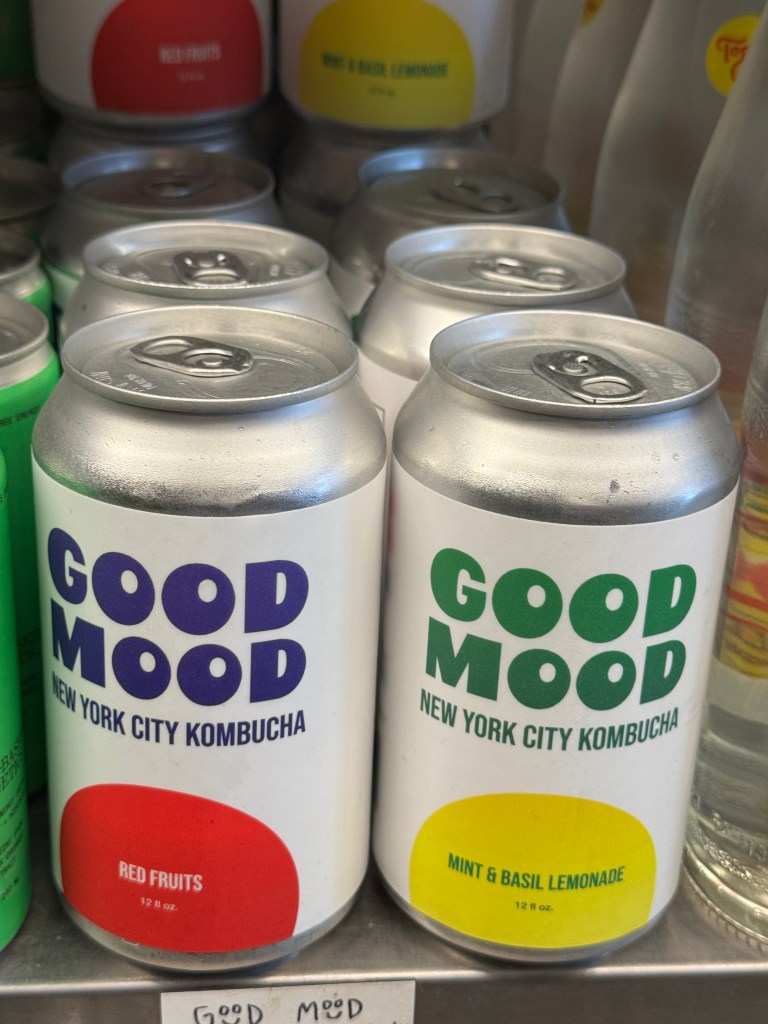 RED FRUITS
MINT & BASIL LEMONADE
GOOD
MOOD
NEW YORK CITY KOMBUCHA
RED FRUITS
12 fl oz.
GOOD
MOOD
NEW YORK CITY KOMBUCHA
MINT & BASIL LEMONADE
12 fl oz.
GOOD MOOD